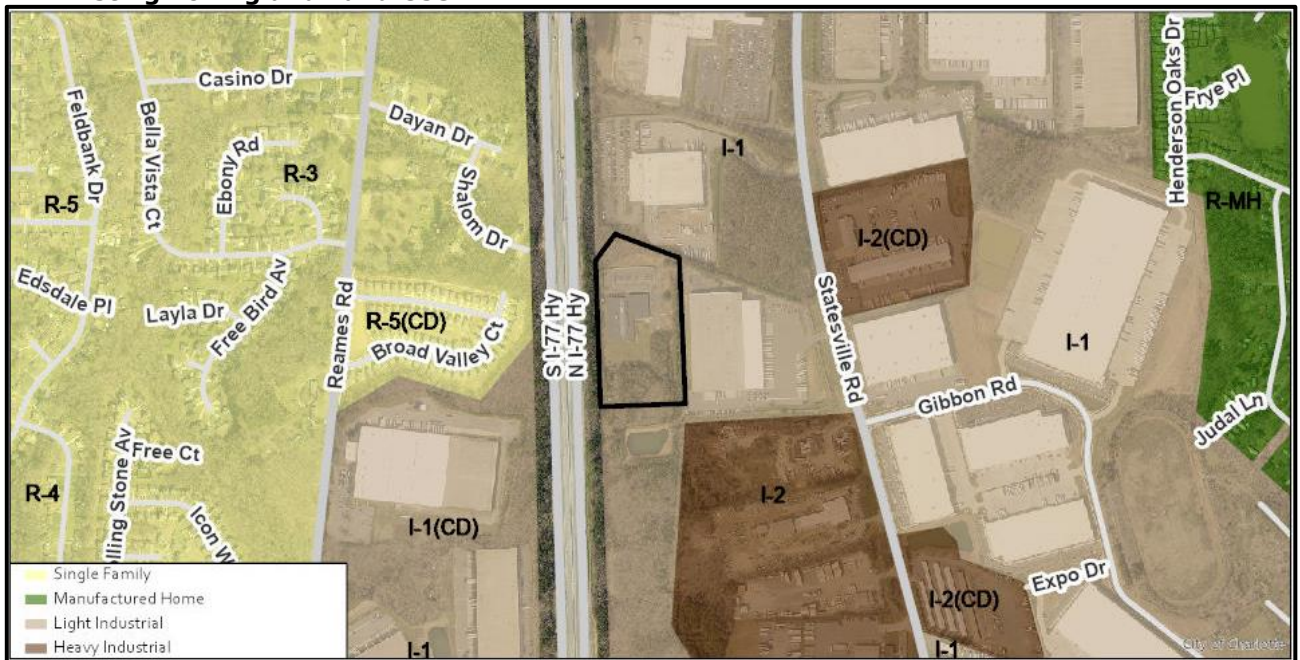 Casino Dr
Feldbank Dr
Bella Vista Ct
Ebony Rd
R-3
Dayan Dr
Shalom Dr
R-5
Edsdale Pl
Layla Dr
Free Bird Av
Reames Rd
R-5(CD)
Broad Valley Ct
S I-77 Hy
N I-77 Hy
I-1
Statesville Rd
I-2(CD)
Henderson Oaks Dr
Frye Pl
R-MH
I-1
Gibbon Rd
Judal Ln
Free Ct
R-4
olling Stone Av
Icon W
I-1(CD)
I-2
I-2(CD)
Expo Dr
I-1
I-1
Single Family
Manufactured Home
Light Industrial
Heavy Industrial
City of Charlotte